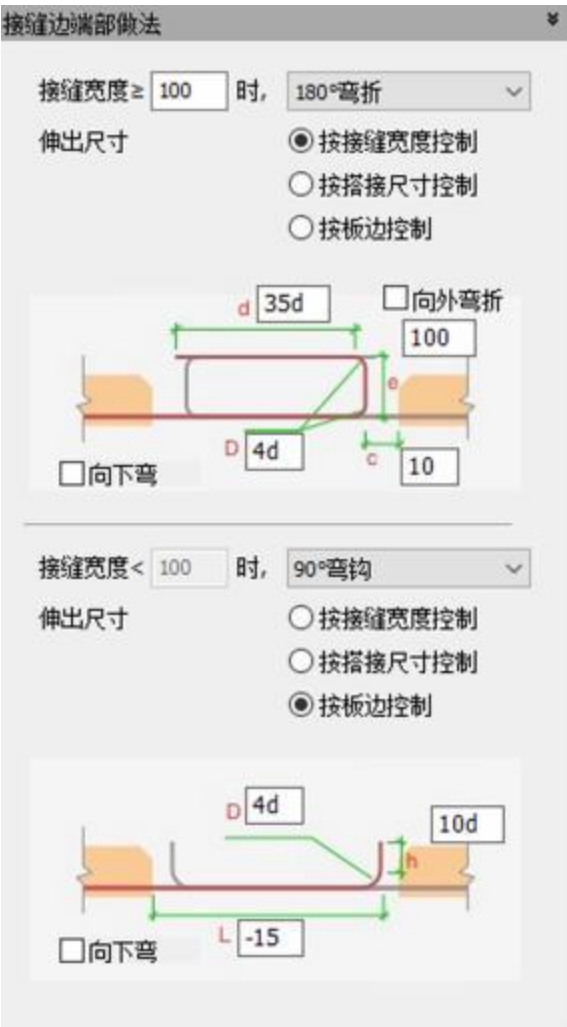 接缝边端部做法
接缝宽度≥ 100 时, 180°弯折
伸出尺寸 按接缝宽度控制
按搭接尺寸控制
按板边控制
d 35d 向外弯折
100
e
D 4d c 10
向下弯
接缝宽度< 100 时, 90°弯钩
伸出尺寸 按接缝宽度控制
按搭接尺寸控制
按板边控制
D 4d 10d
h
L -15
向下弯